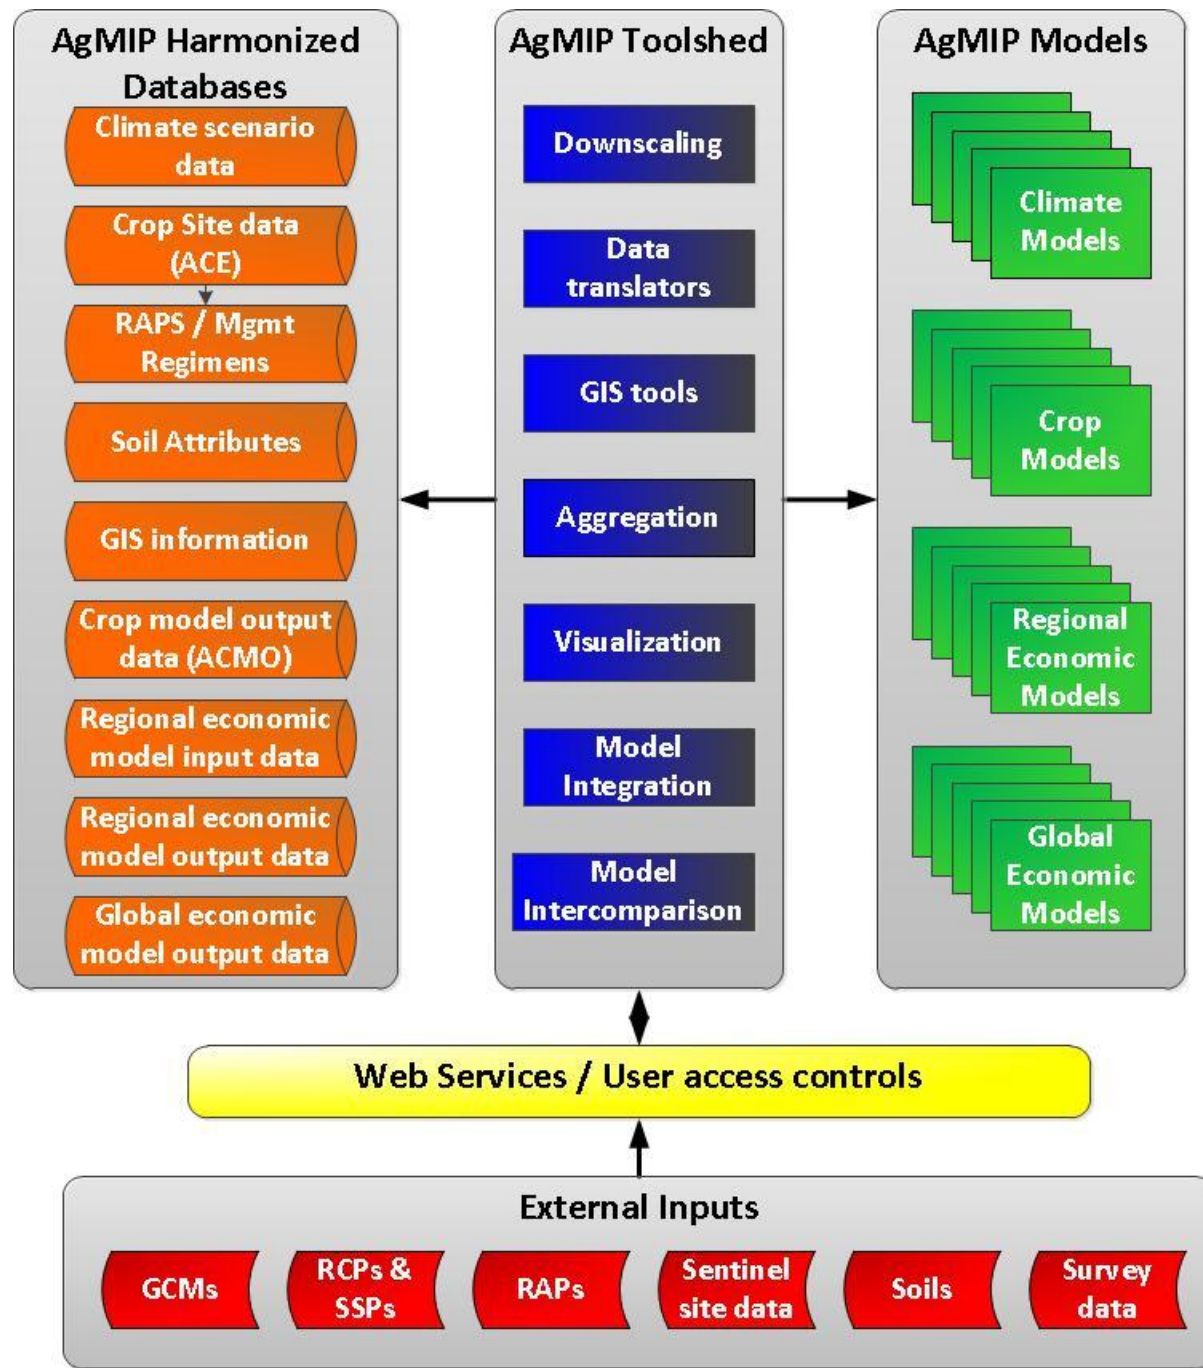 AgMIP Harmonized
Databases
Climate scenario
data
Crop Site data
(ACE)
RAPS / Mgmt
Regimens
Soil Attributes
GIS information
Crop model output
data (ACMO)
Regional economic
model input data
Regional economic
model output data
Global economic
model output data
AgMIP Toolshed
Downscaling
Data
translators
GIS tools
Aggregation
Visualization
Model
Integration
Model
Intercomparison
AgMIP Models
Climate
Models
Crop
Models
Regional
Economic
Models
Global
Economic
Models
Web Services / User access controls
External Inputs
GCMs
RCPs &
SSPs
RAPs
Sentinel
site data
Soils
Survey
data